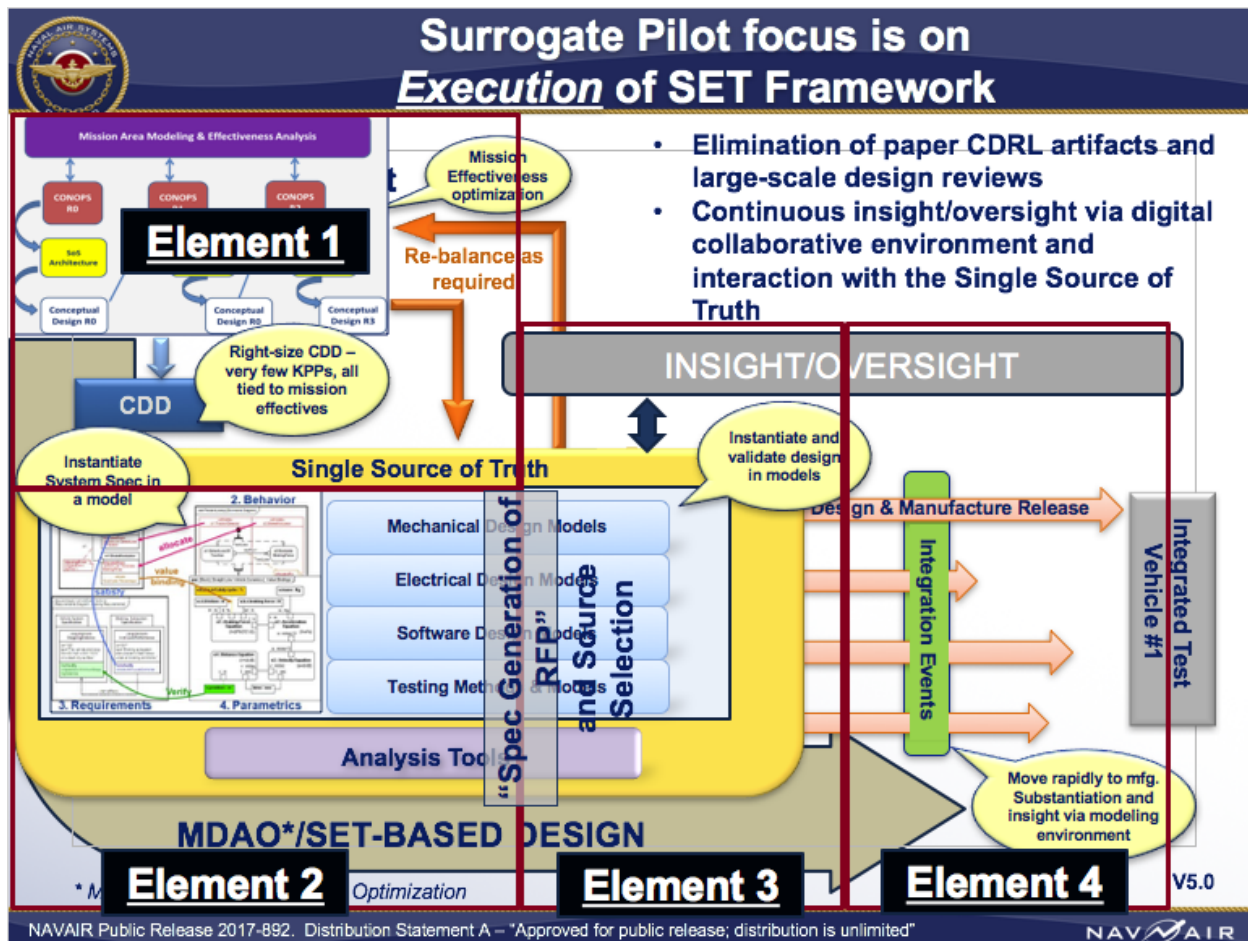 Surrogate Pilot focus is on
Execution of SET Framework
NAVAL AIR SYSTEMS
Mission Area Modeling & Effectiveness Analysis
CONOPS
R0
CONOPS
CONOPS
Element 1
SoS
Architecture
Conceptual
Design R0
Conceptual
Design R0
Conceptual
Design R3
Mission
Effectiveness
optimization
Re-balance as
required
• Elimination of paper CDRL artifacts and
large-scale design reviews
• Continuous insight/oversight via digital
collaborative environment and
interaction with the Single Source of
Truth
INSIGHT/OVERSIGHT
CDD
Right-size CDD –
very few KPPs, all
tied to mission
effectives
Instantiate
System Spec in
a model
Single Source of Truth
Instantiate and
validate design
in models
2. Behavior
allocate
value
binding
satisfy
Verify
3. Requirements
4. Parametrics
Mechanical Design Models
Electrical Design Models
Software Design Models
Testing Methods & Models
Analysis Tools
“Spec Generation of
RFP”
and Source
Selection
Design & Manufacture Release
Integration Events
Integrated Test
Vehicle #1
Move rapidly to mfg.
Substantiation and
insight via modeling
environment
MDAO*/SET-BASED DESIGN
Element 2
Element 3
Element 4
* M
Optimization
V5.0
NAVAIR Public Release 2017-892. Distribution Statement A – “Approved for public release; distribution is unlimited”
NAVAIR